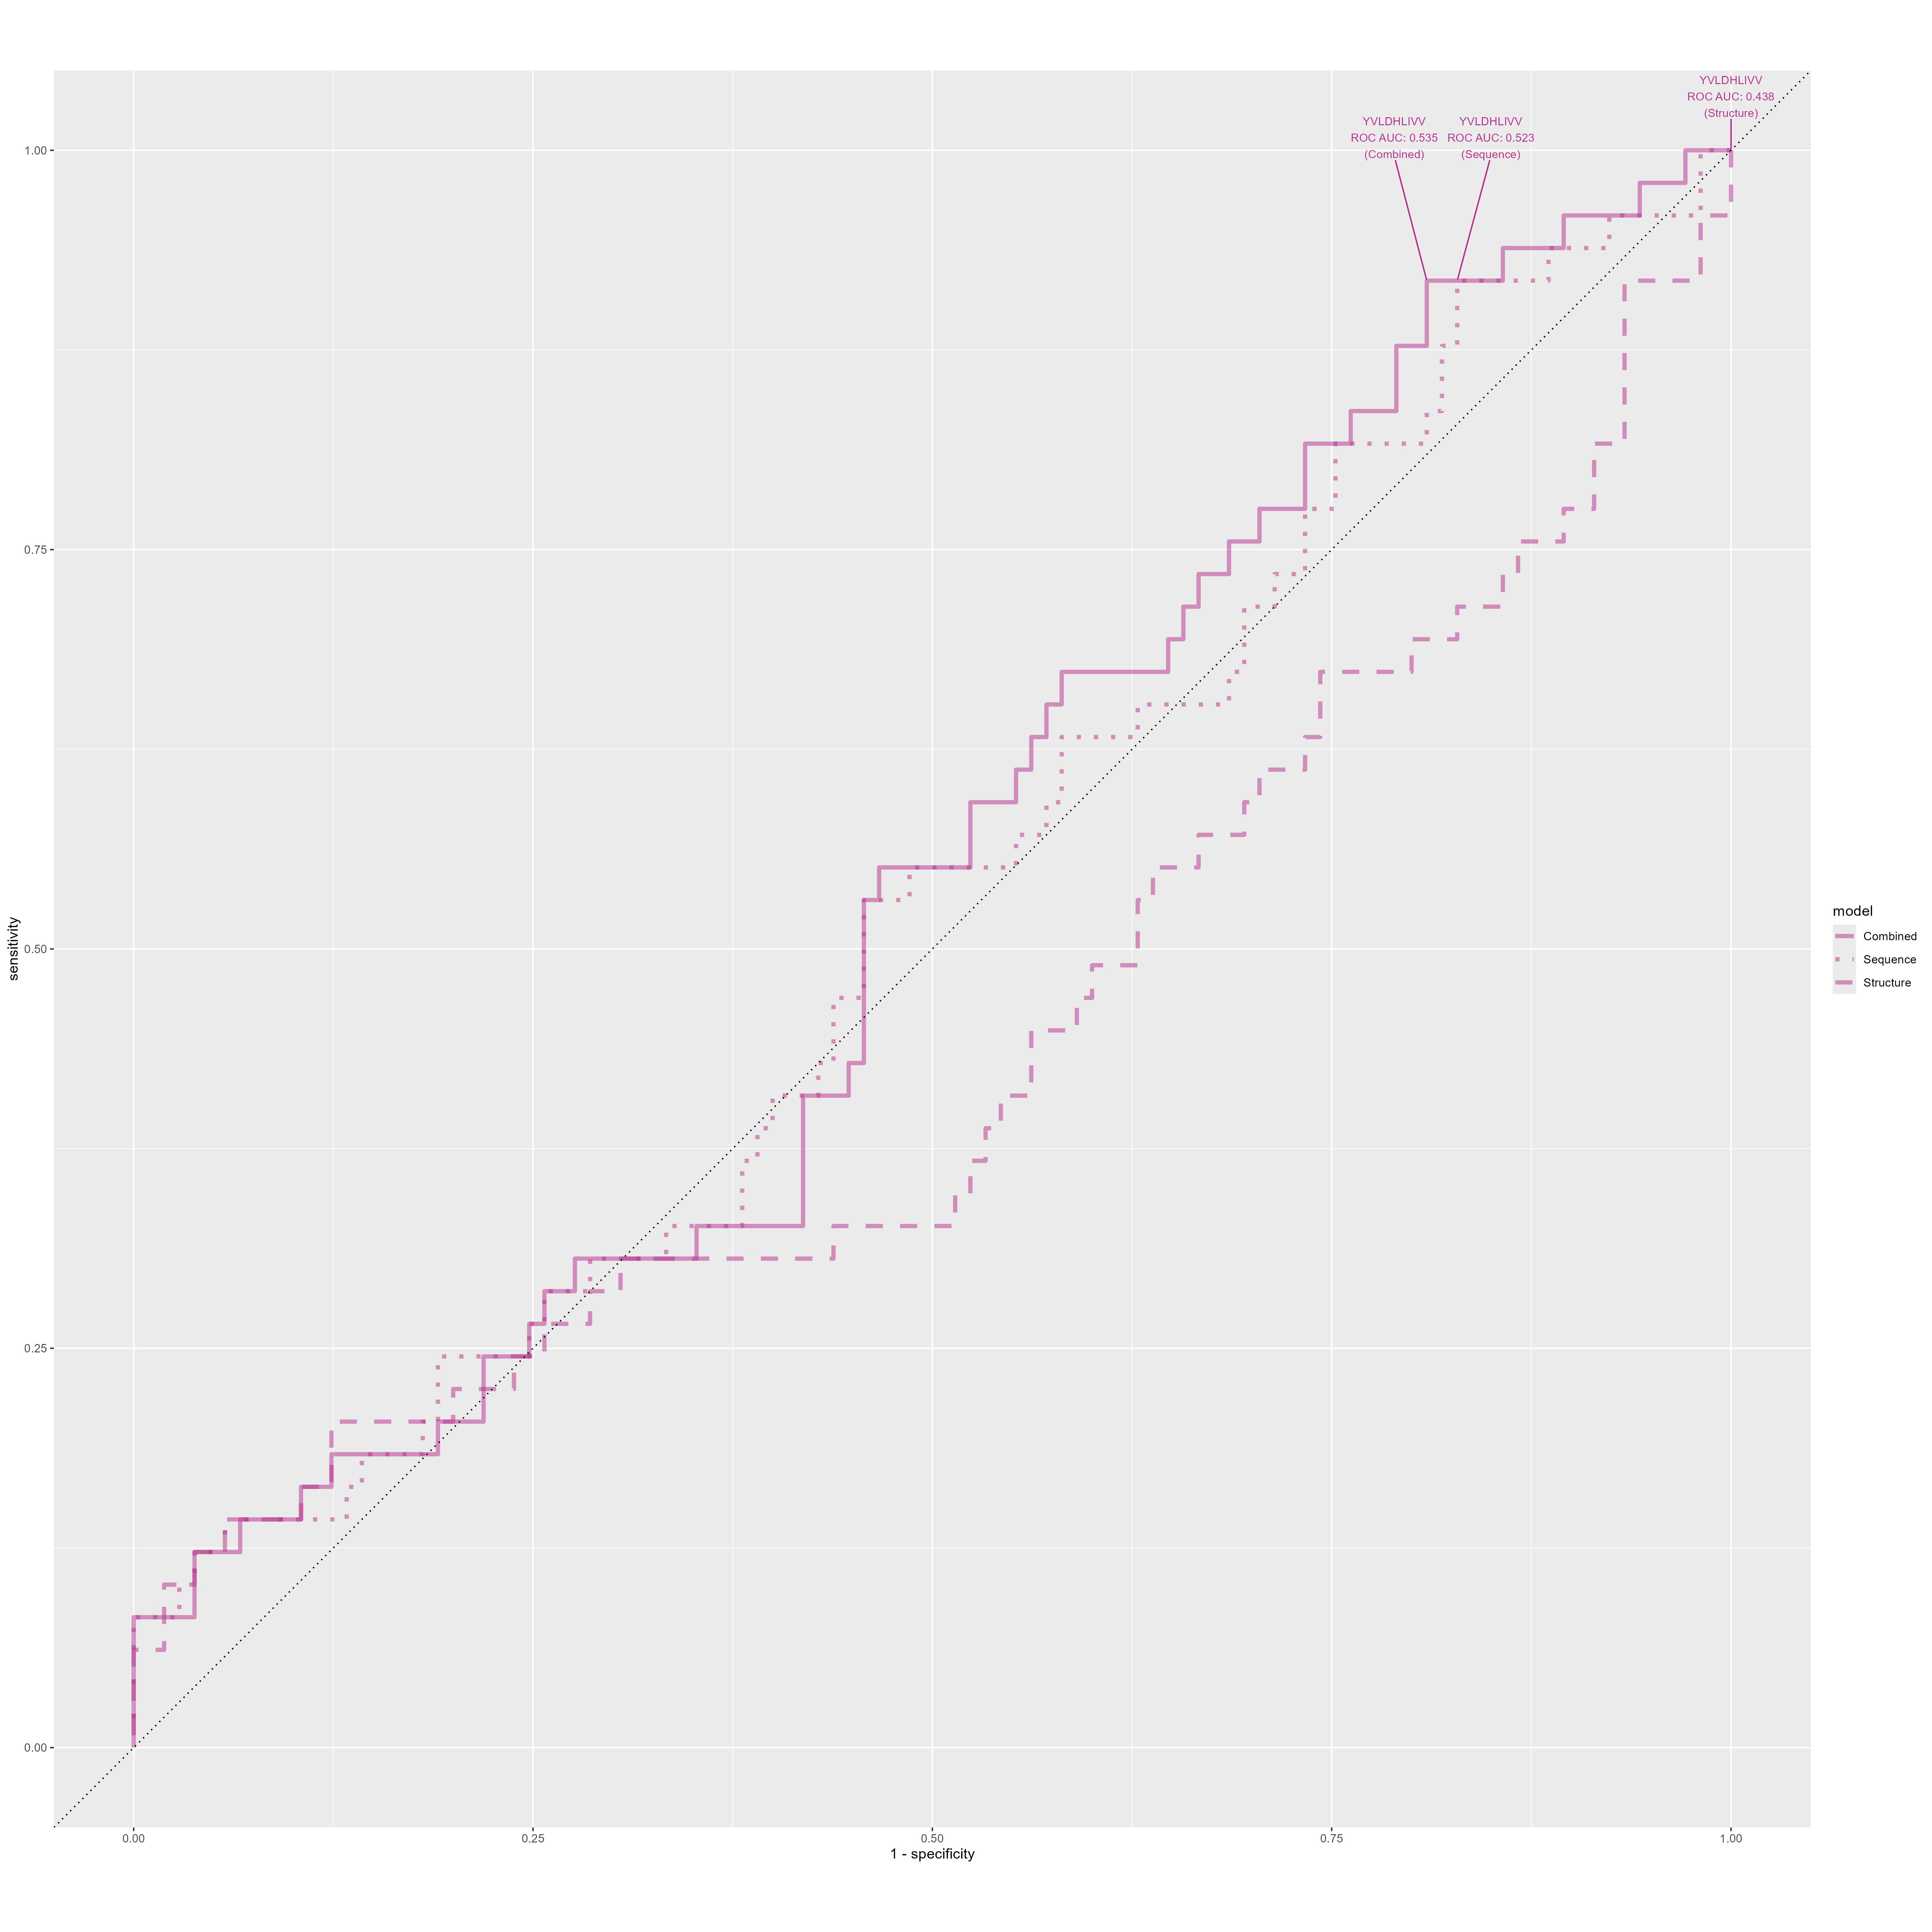 YVLDHLIVV
ROC AUC: 0.438
(Structure)
YVLDHLIVV
ROC AUC: 0.535
(Combined)
YVLDHLIVV
ROC AUC: 0.523
(Sequence)
1.00
0.75
0.50
0.25
0.00
sensitivity
0.00
0.25
0.50
0.75
1.00
1 - specificity
model
Combined
Sequence
Structure